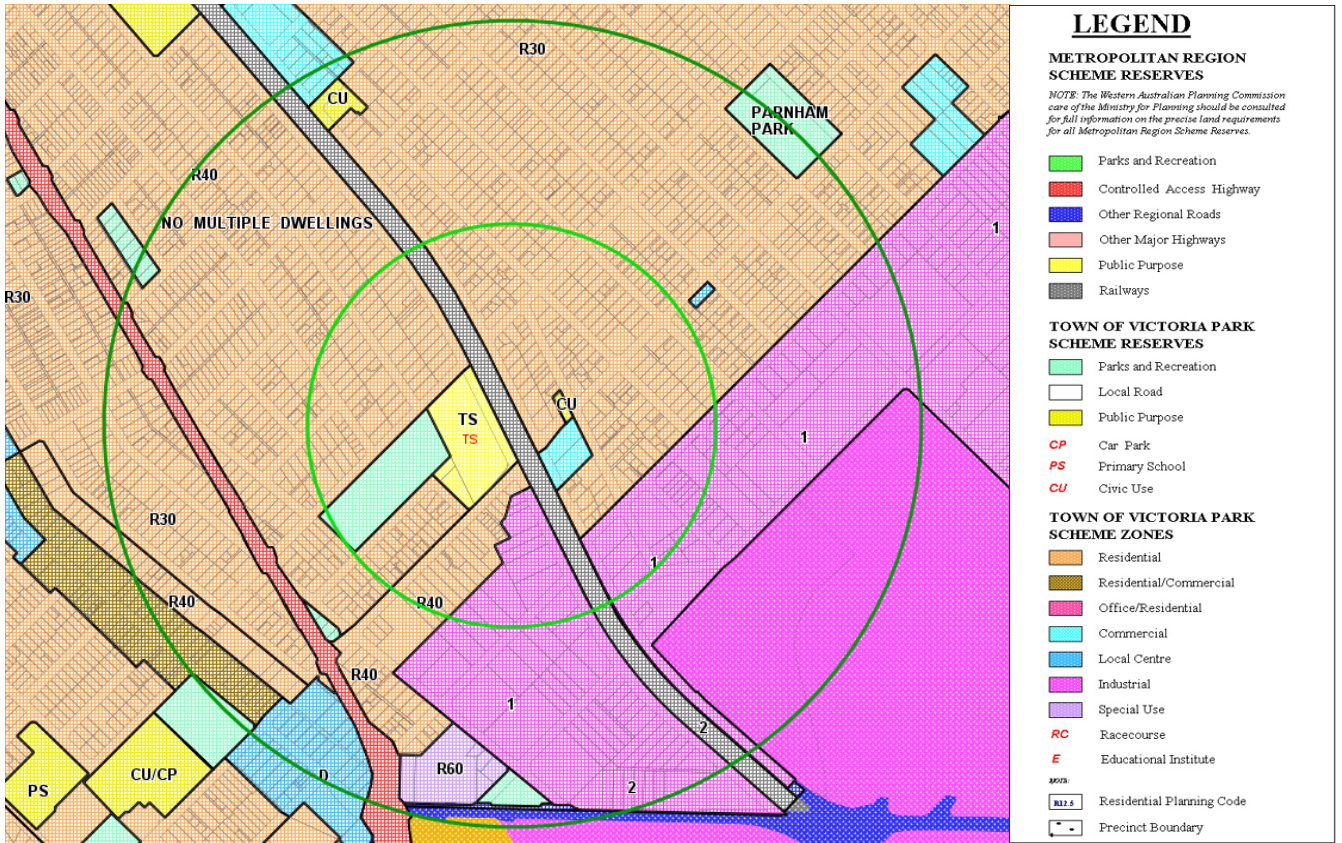 R30
CU
PARNHAM
PARK
R40
NO MULTIPLE DWELLINGS
1
R30
CU
TS
TS
1
R30
1
R40
R40
R40
1
2
R60
D
CU/CP
PS
2
LEGEND
METROPOLITAN REGION
SCHEME RESERVES
NOTE: The Western Australian Planning Commission
care of the Ministry for Planning should be consulted
for full information on the precise land requirements
for all Metropolitan Region Scheme Reserves.
Parks and Recreation
Controlled Access Highway
Other Regional Roads
Other Major Highways
Public Purpose
Railways
TOWN OF VICTORIA PARK
SCHEME RESERVES
Parks and Recreation
Local Road
Public Purpose
CP Car Park
PS Primary School
CU Civic Use
TOWN OF VICTORIA PARK
SCHEME ZONES
Residential
Residential/Commercial
Office/Residential
Commercial
Local Centre
Industrial
Special Use
RC Racecourse
E Educational Institute
NOTE:
R12.5 Residential Planning Code
Precinct Boundary